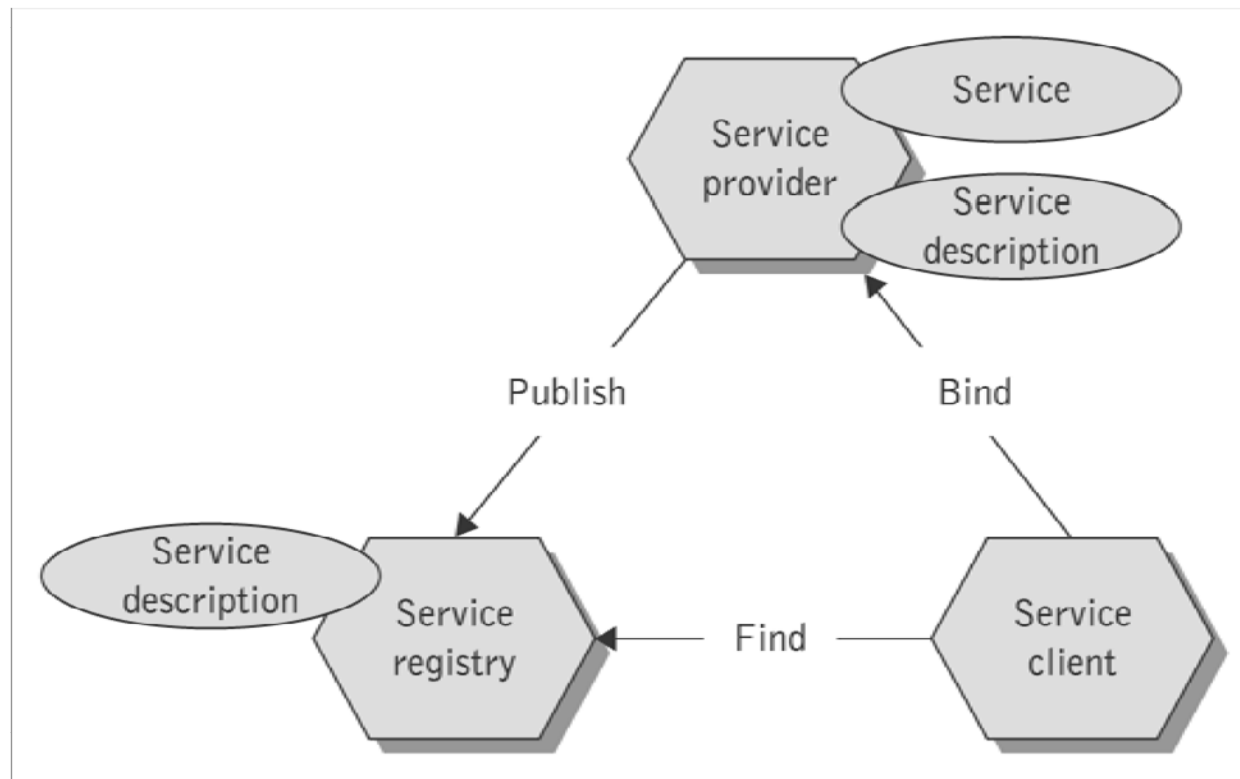 Service
Service
provider
Service
description
Publish
Bind
Service
description
Service
registry
Find
Service
client